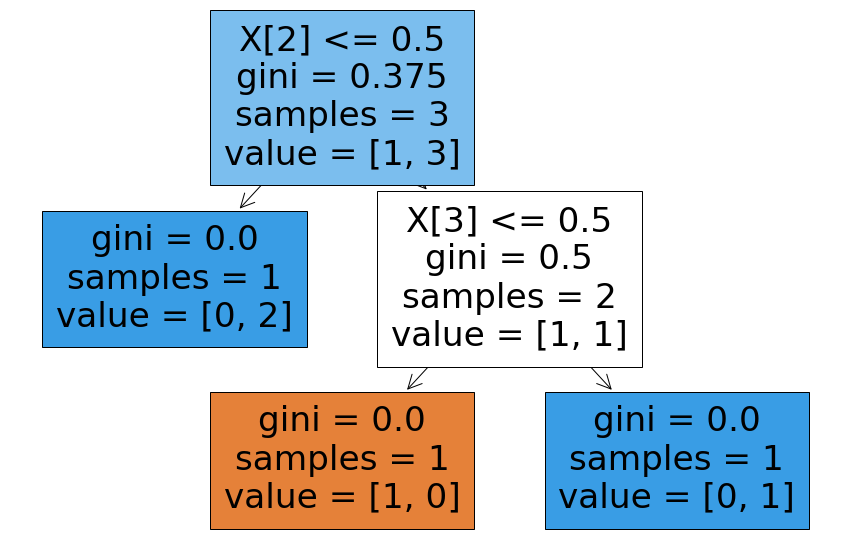 X[2] <= 0.5
gini = 0.375
samples = 3
value = [1, 3]
gini = 0.0
samples = 1
value = [0, 2]
X[3] <= 0.5
gini = 0.5
samples = 2
value = [1, 1]
gini = 0.0
samples = 1
value = [1, 0]
gini = 0.0
samples = 1
value = [0, 1]